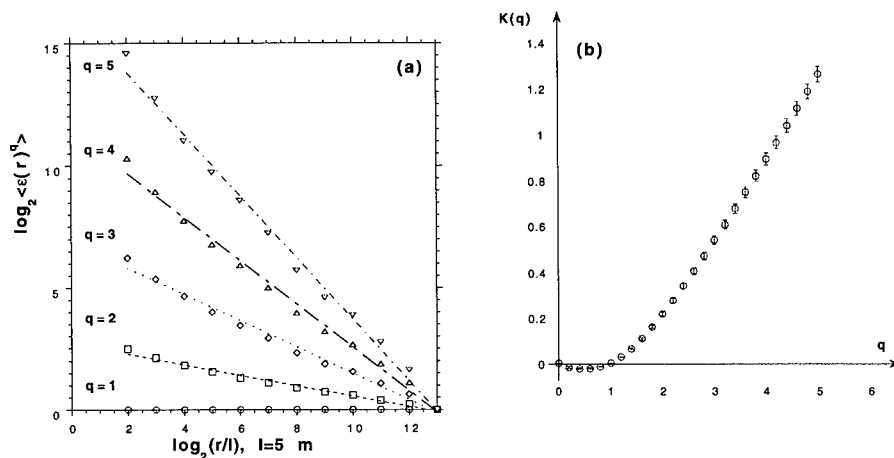 (a)
15
10
5
0
q = 5
q = 4
q = 3
q = 2
q = 1
log₂ <ε(r)^q>
0 2 4 6 8 10 12
log₂(r/l), l=5 m
K(q)
(b)
1.4
1.2
1
0.8
0.6
0.4
0.2
0
q
0 1 2 3 4 5 6